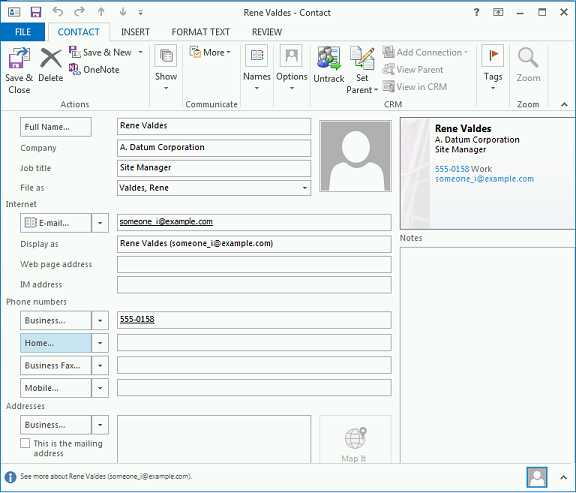 Rene Valdes - Contact
?
FILE CONTACT INSERT FORMAT TEXT REVIEW
Save & Close
Delete
Save & New
OneNote
Actions
Show
More
Communicate
Names
Options
Untrack
Set Parent
Add Connection
View Parent
View in CRM
CRM
Tags
Zoom
Zoom
Full Name... Rene Valdes
Company A. Datum Corporation
Job title Site Manager
File as Valdes, Rene
Internet
E-mail... someone_i@example.com
Display as Rene Valdes (someone_i@example.com)
Web page address
IM address
Phone numbers
Business... 555-0158
Home...
Business Fax...
Mobile...
Addresses
Business...
This is the mailing
address
Map It
Rene Valdes
A. Datum Corporation
Site Manager
555-0158 Work
someone_i@example.com
Notes
See more about Rene Valdes (someone_i@example.com).